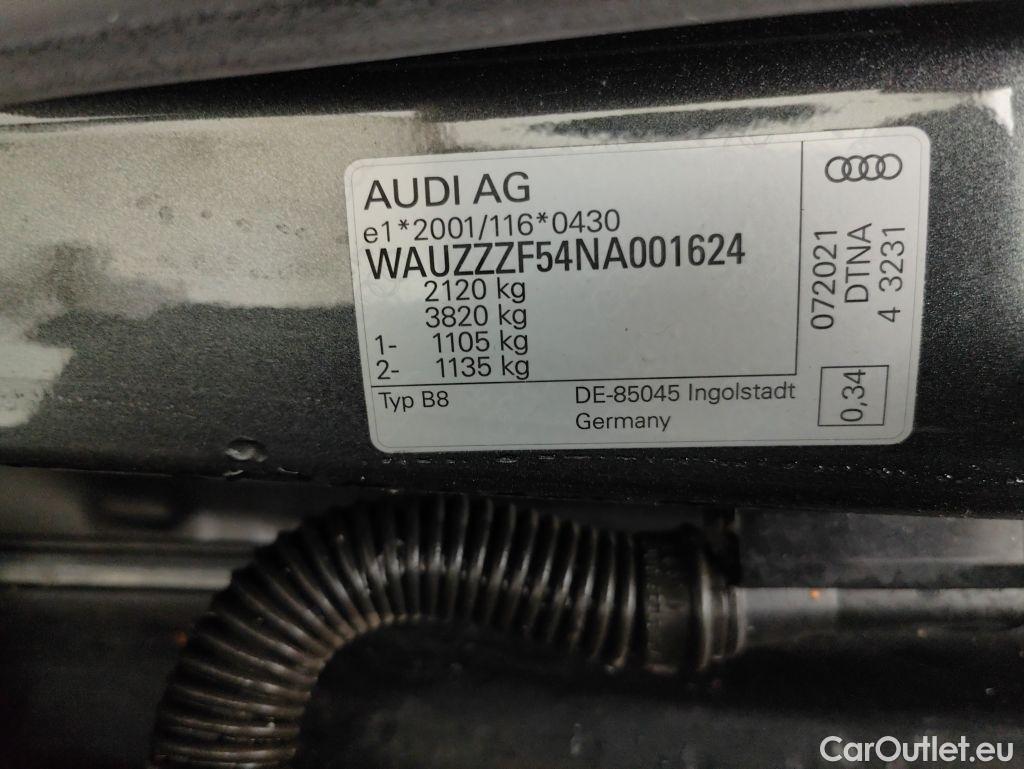 AUDI AG
e1*2001/116*0430
WAUZZZF54NA001624
2120 kg
3820 kg
1- 1105 kg
2- 1135 kg
Typ B8
DE-85045 Ingolstadt
Germany
072021
DTNA
4 3231
0,34
CarOutlet.eu